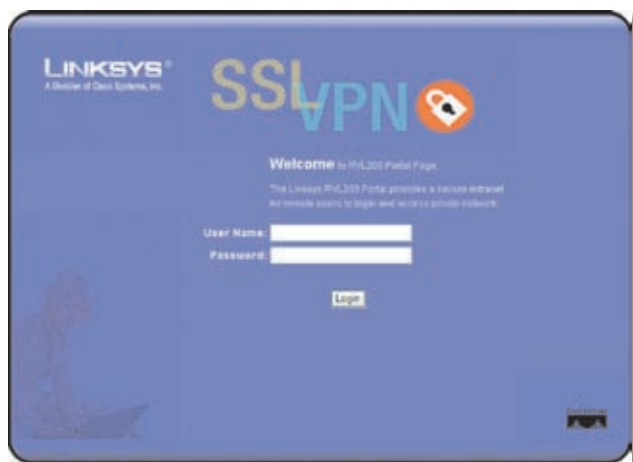 LINKSYS®
A Division of Cisco Systems, Inc.
SSL VPN
Welcome to RVL200 Portal Page
The Linksys RVL200 Portal provides a secure extranet
for remote users to login and access private network.
User Name:
Password:
Login